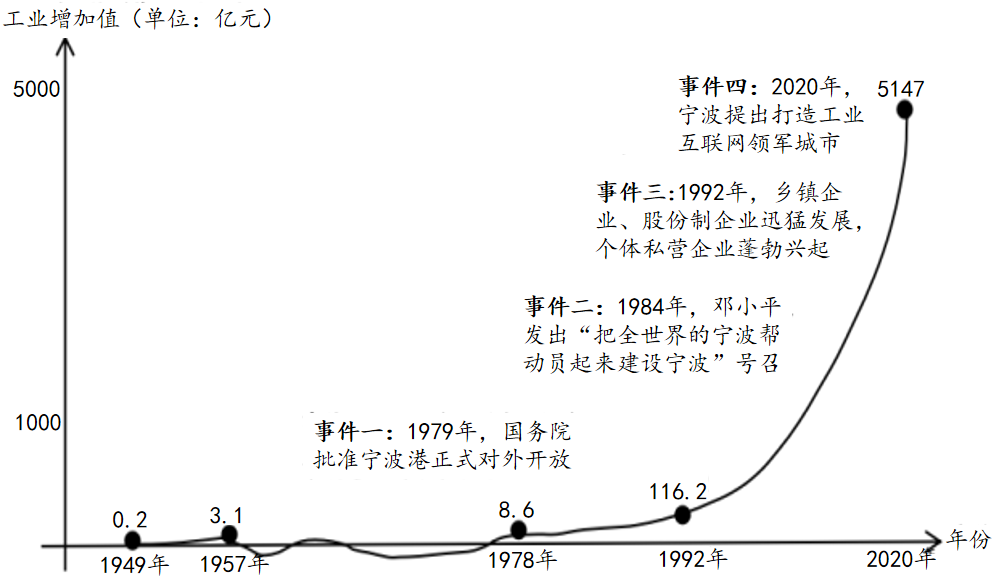 工业增加值（单位：亿元）
5000
事件四：2020年，
宁波提出打造工业
互联网领军城市
5147
事件三:1992年，乡镇企
业、股份制企业迅猛发展，
个体私营企业蓬勃兴起
事件二：1984年，邓小平
发出“把全世界的宁波帮
动员起来建设宁波”号召
1000
事件一：1979年，国务院
批准宁波港正式对外开放
0.2
3.1
8.6
116.2
1949年
1957年
1978年
1992年
2020年
年份